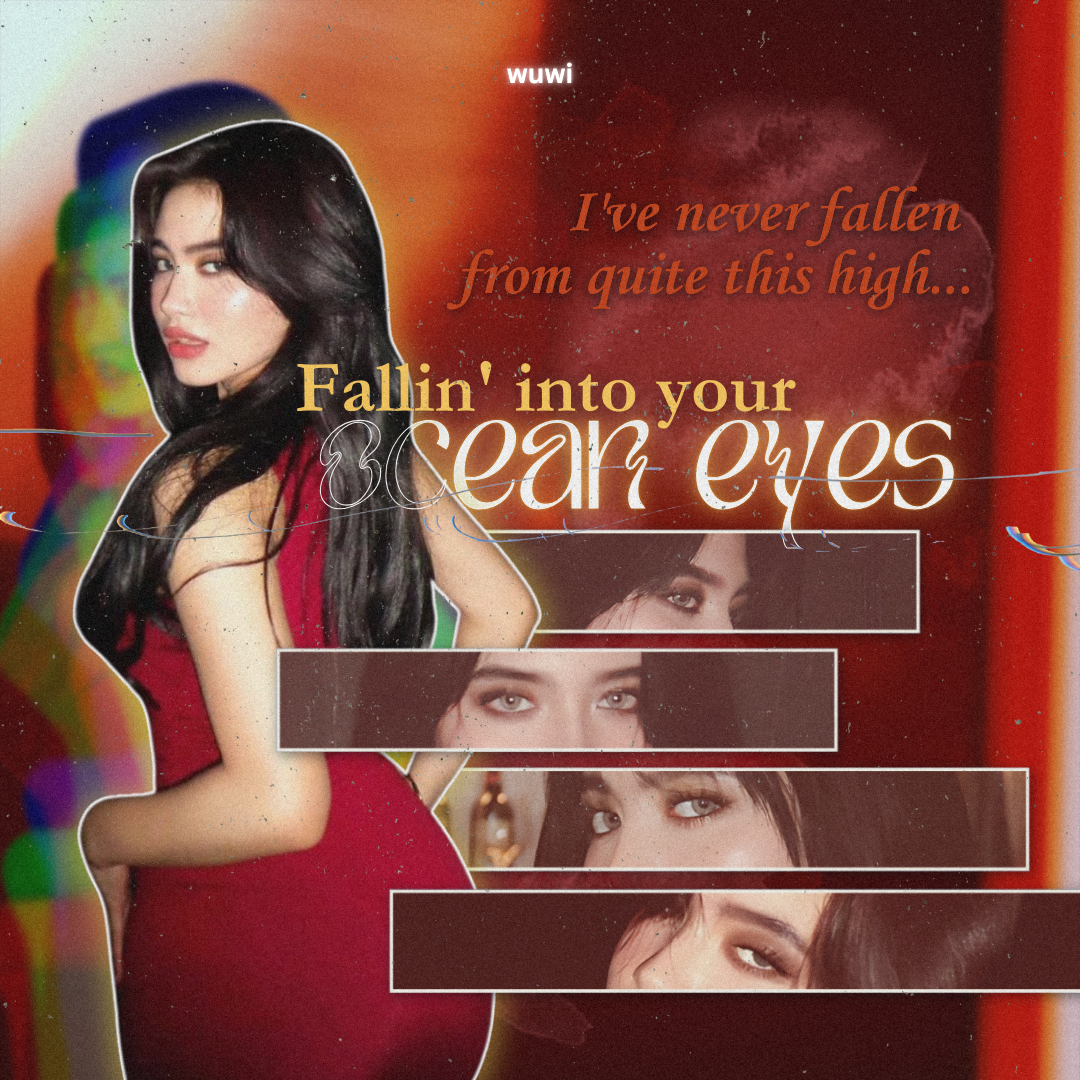 wuwi
I've never fallen
from quite this high...
Fallin' into your
ocean eyes